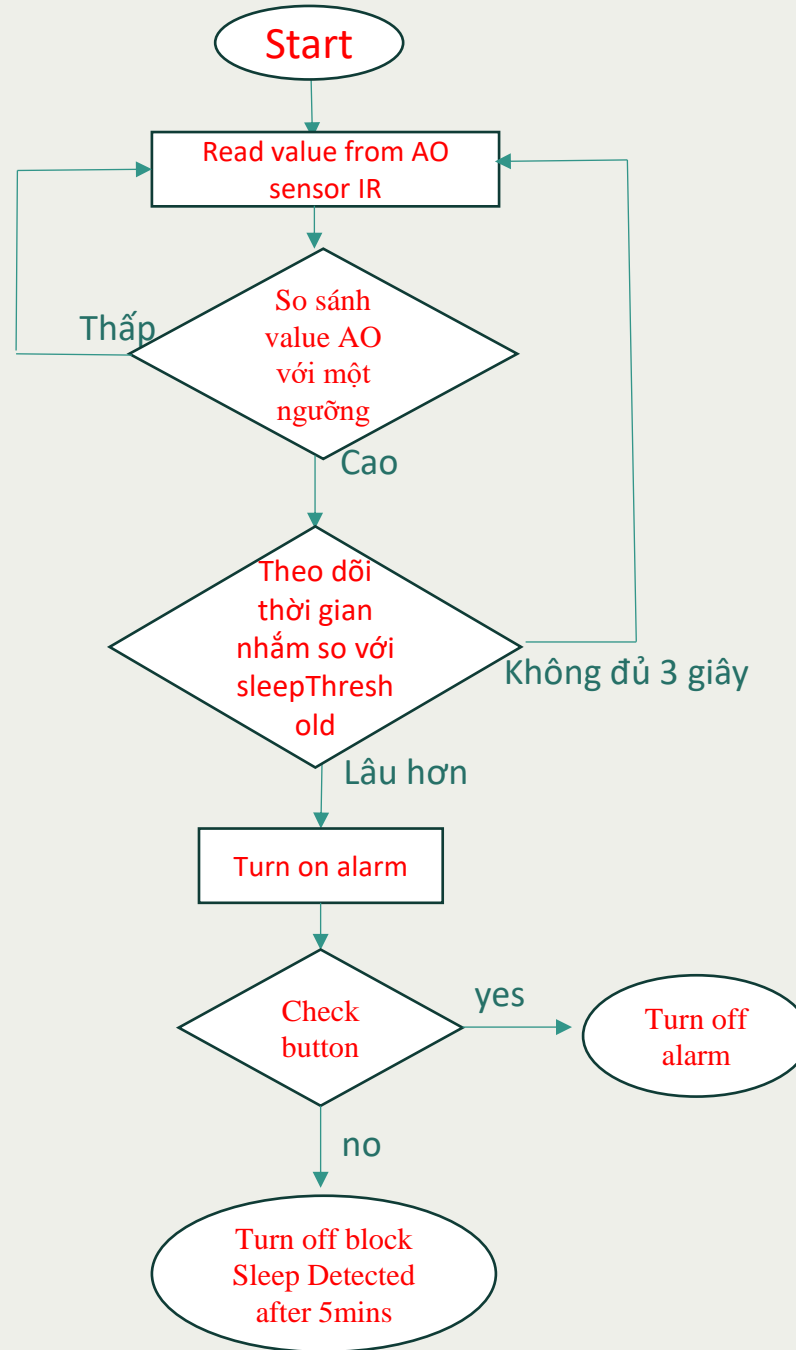 Start
Read value from AO
sensor IR
So sánh
value AO
với một
ngưỡng
Thấp
Cao
Theo dõi
thời gian
nhắm so với
sleepThresh
old
Không đủ 3 giây
Lâu hơn
Turn on alarm
Check
button
yes
Turn off
alarm
no
Turn off block
Sleep Detected
after 5mins